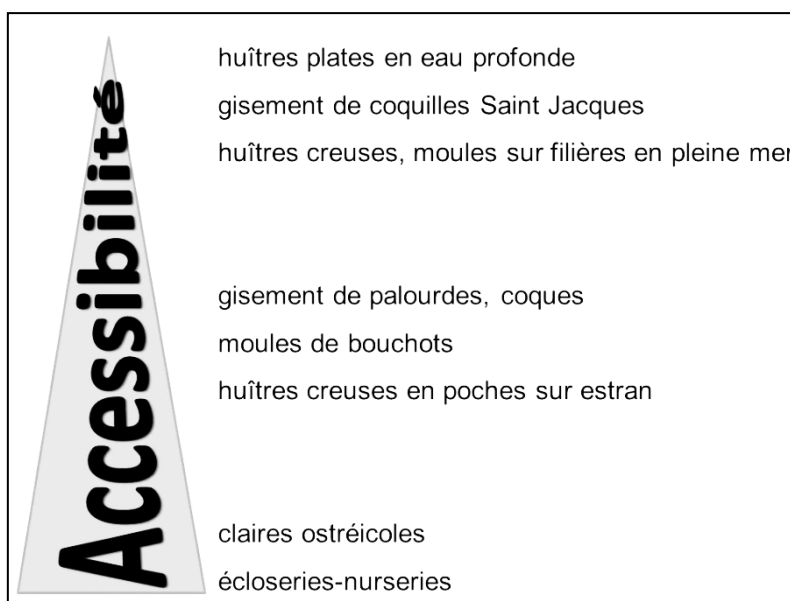 Accessibilité
huîtres plates en eau profonde
gisement de coquilles Saint Jacques
huîtres creuses, moules sur filières en pleine mer
gisement de palourdes, coques
moules de bouchots
huîtres creuses en poches sur estran
claires ostréicoles
écloseries-nurseries